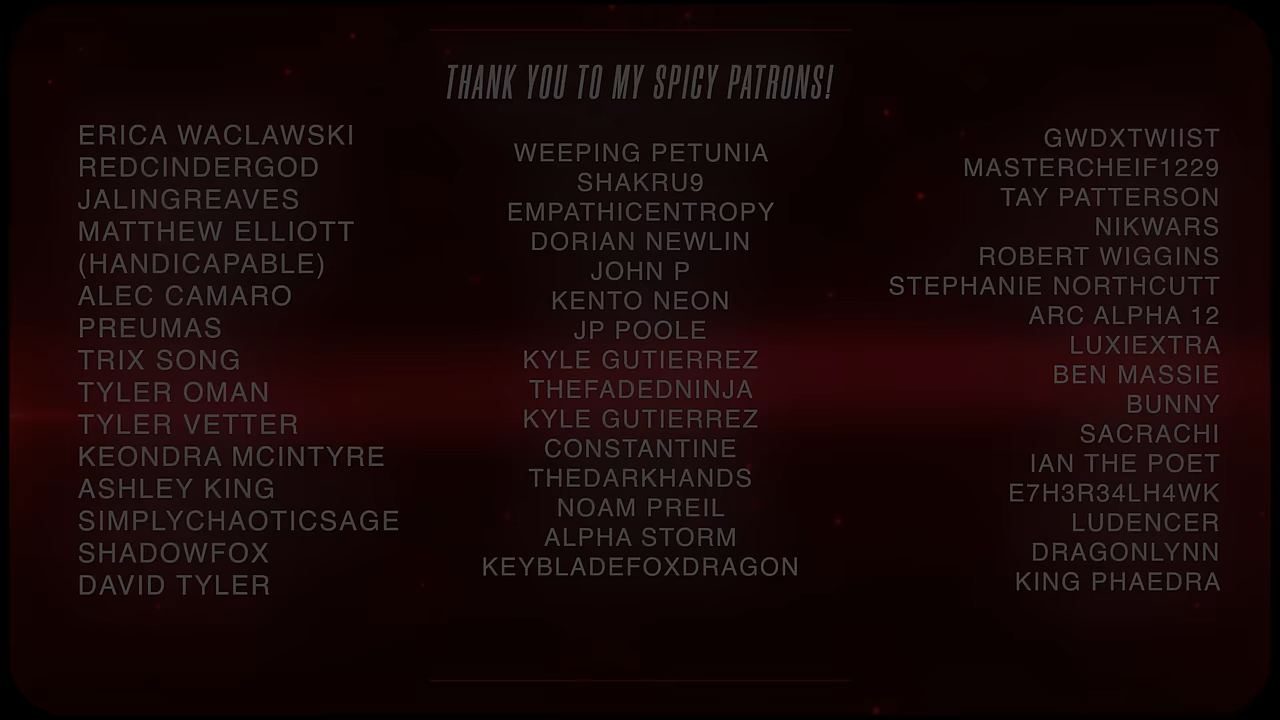 THANK YOU TO MY SPICY PATRONS!
ERICA WACLAWSKI
REDCINDERGOD
JALINGREAVES
MATTHEW ELLIOTT
(HANDICAPABLE)
ALEC CAMARO
PREUMAS
TRIX SONG
TYLER OMAN
TYLER VETTER
KEONDRA MCINTYRE
ASHLEY KING
SIMPLYCHAOTICSAGE
SHADOWFOX
DAVID TYLER
WEEPING PETUNIA
SHAKRU9
EMPATHICENTROPY
DORIAN NEWLIN
JOHN P
KENTO NEON
JP POOLE
KYLE GUTIERREZ
THEFADEDNINJA
KYLE GUTIERREZ
CONSTANTINE
THEDARKHANDS
NOAM PREIL
ALPHA STORM
KEYBLADEFOXDRAGON
GWDXTWIIST
MASTERCHEIF1229
TAY PATTERSON
NIKWARS
ROBERT WIGGINS
STEPHANIE NORTHCUTT
ARC ALPHA 12
LUXIEXTRA
BEN MASSIE
BUNNY
SACRACHI
IAN THE POET
E7H3R34LH4WK
LUDENCER
DRAGONLYNN
KING PHAEDRA